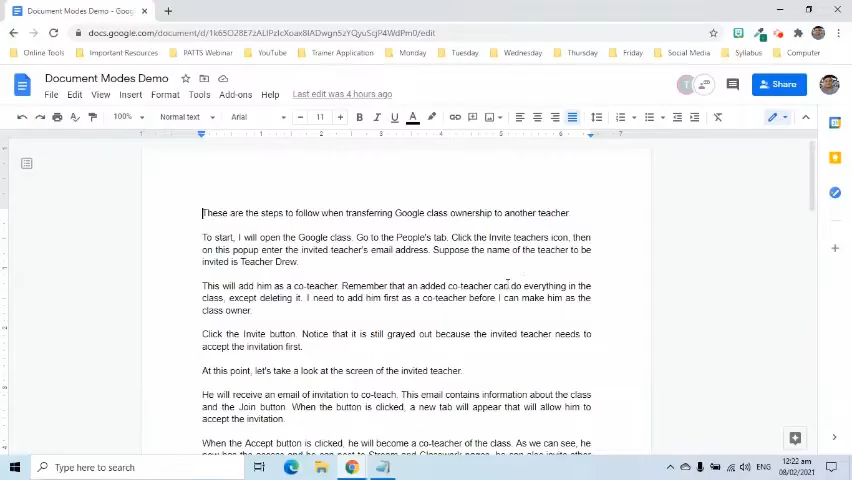 Document Modes Demo - Goog
docs.google.com/document/d/1k65O28E7zALIPzIcXoax8IADwgn5zYQyuScjP4WdPm0/edit
Online Tools
Important
PATTS Webinar
YouTube
Trainer Application
Monday
Tuesday
Wednesday
Thursday
Friday
Social Media
Syllabus
Computer
Document Modes Demo
File Edit View Insert Format Tools Add-ons Help Last edit was 4 hours ago
T
Share
100% Normal text Arial 11 B I U A
1 1 2 3 4 5 6 7
These are the steps to follow when transferring Google class ownership to another teacher.
To start, I will open the Google class. Go to the People's tab. Click the Invite teachers icon, then
on this popup enter the invited teacher's email address. Suppose the name of the teacher to be
invited is Teacher Drew.
This will add him as a co-teacher. Remember that an added co-teacher can do everything in the
class, except deleting it. I need to add him first as a co-teacher before I can make him as the
class owner.
Click the Invite button. Notice that it is still grayed out because the invited teacher needs to
accept the invitation first.
At this point, let's take a look at the screen of the invited teacher.
He will receive an email of invitation to co-teach. This email contains information about the class
and the Join button. When the button is clicked, a new tab will appear that will allow him to
accept the invitation.
When the Accept button is clicked, he will become a co-teacher of the class. As we can see, he
Type here to search
ENG
12:22 am
08/02/2021